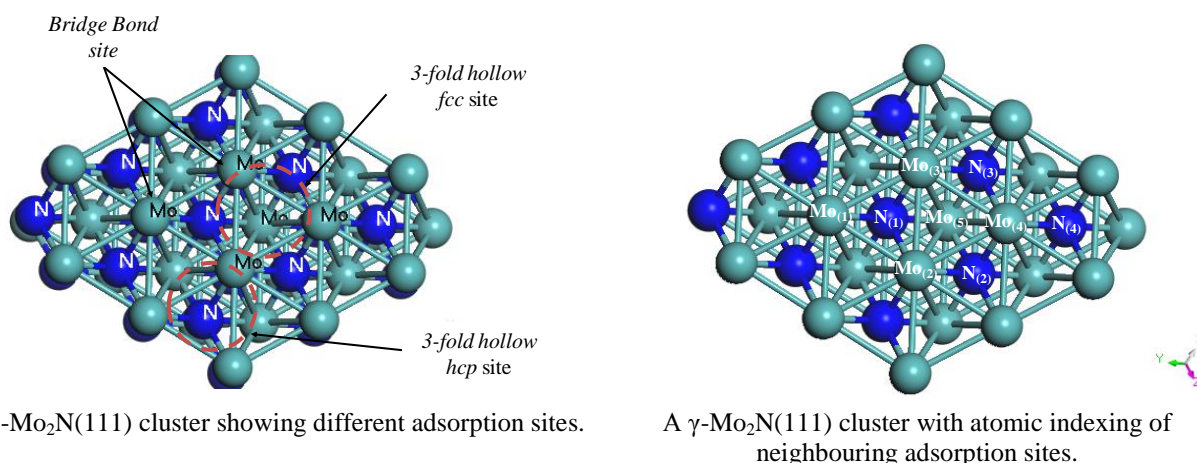 Bridge Bond
site
3-fold hollow
fcc site
N
N
Mo
N
N
Mo
N
Mo
Mo
N
N
Mo
N
N
3-fold hollow
hcp site
-Mo₂N(111) cluster showing different adsorption sites.
Mo(3)
N(3)
Mo(1)
N(1)
Mo(5)
Mo(4)
N(4)
Mo(2)
N(2)
Y
Z
A γ-Mo₂N(111) cluster with atomic indexing of
neighbouring adsorption sites.